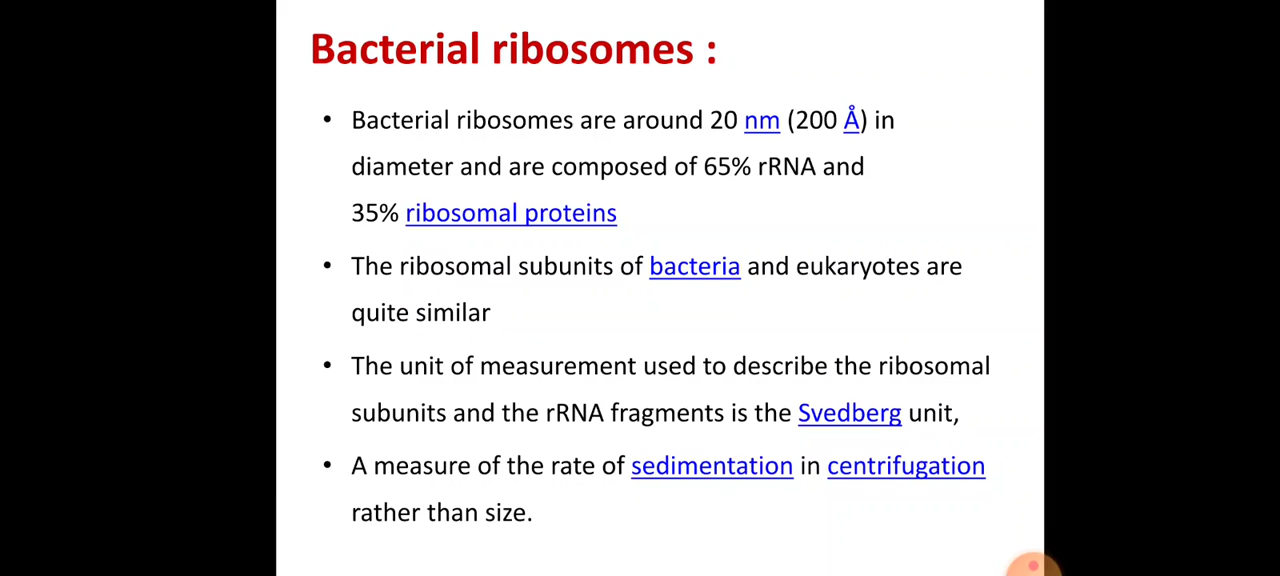 Bacterial ribosomes :
• Bacterial ribosomes are around 20 nm (200 Å) in
diameter and are composed of 65% rRNA and
35% ribosomal proteins
• The ribosomal subunits of bacteria and eukaryotes are
quite similar
• The unit of measurement used to describe the ribosomal
subunits and the rRNA fragments is the Svedberg unit,
• A measure of the rate of sedimentation in centrifugation
rather than size.